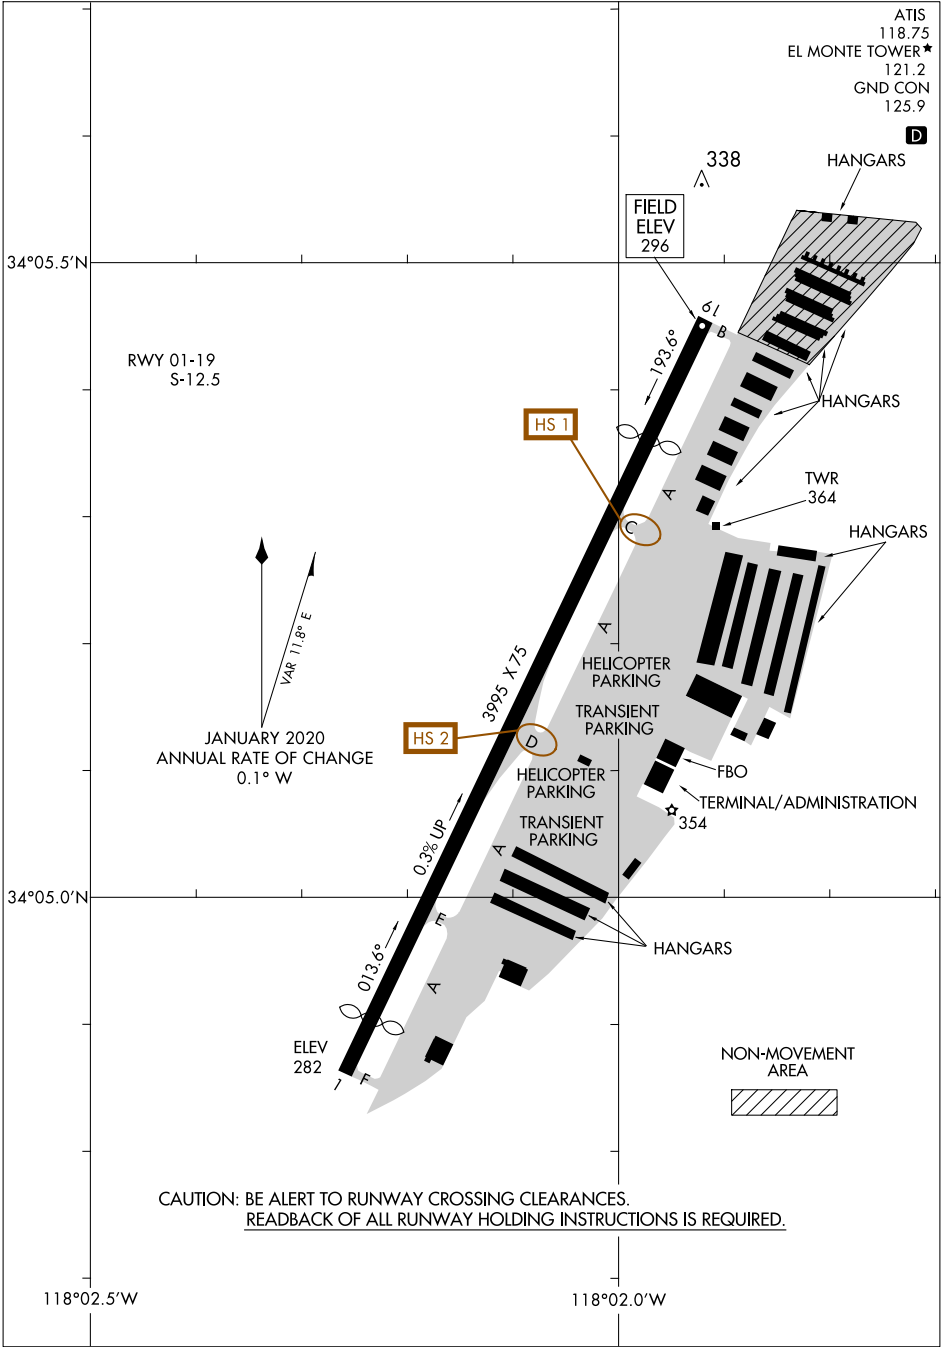 ATIS
118.75
EL MONTE TOWER★
121.2
GND CON
125.9
D
338
HANGARS
FIELD
ELEV
296
34°05.5'N
19
B
193.6°
RWY 01-19
S-12.5
HS 1
HANGARS
A
TWR
364
C
HANGARS
VAR 11.8° E
A
HELICOPTER
PARKING
3995 X 75
TRANSIENT
PARKING
HS 2
D
JANUARY 2020
ANNUAL RATE OF CHANGE
0.1° W
FBO
HELICOPTER
PARKING
TERMINAL/ADMINISTRATION
354
TRANSIENT
PARKING
0.3% UP
A
34°05.0'N
E
HANGARS
013.6°
A
ELEV
282
1
F
NON-MOVEMENT
AREA
CAUTION: BE ALERT TO RUNWAY CROSSING CLEARANCES.
READBACK OF ALL RUNWAY HOLDING INSTRUCTIONS IS REQUIRED.
118°02.5'W
118°02.0'W